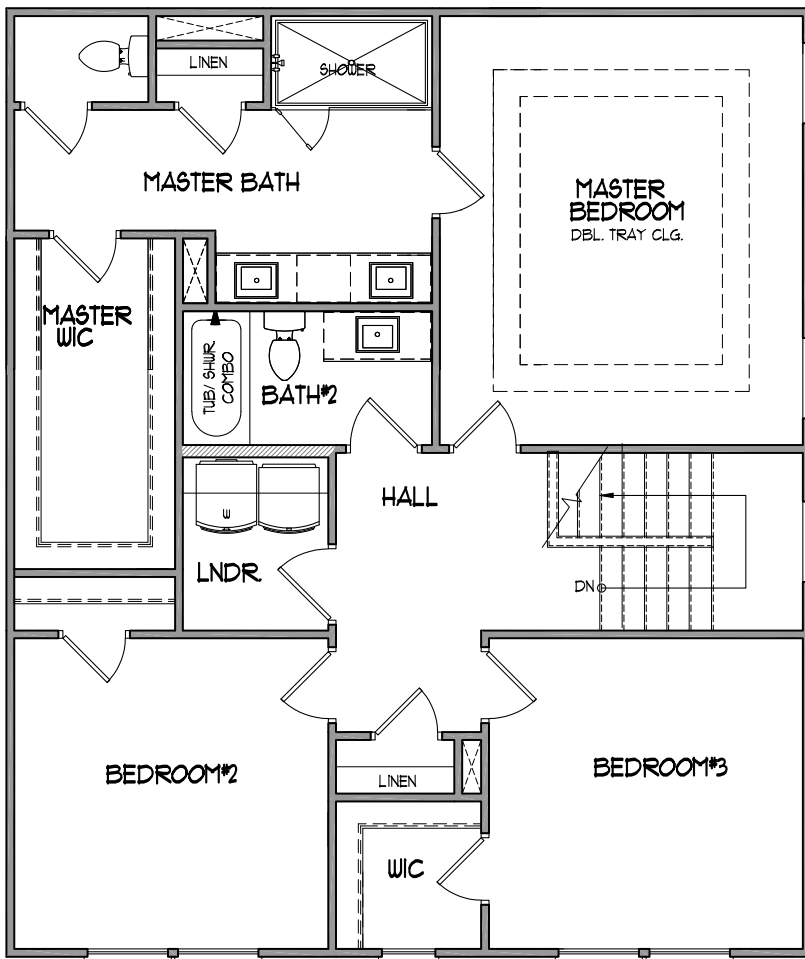 LINEN
SHOWER
MASTER BATH
MASTER
BEDROOM
DBL. TRAY CLG.
MASTER
WIC
TUB/ SHWR
COMBO
BATH#2
HALL
W
LNDR.
DN
BEDROOM#2
BEDROOM#3
LINEN
WIC